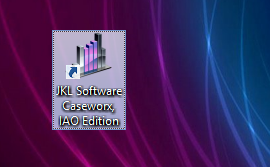 JKL Software
Caseworx,
IAO Edition